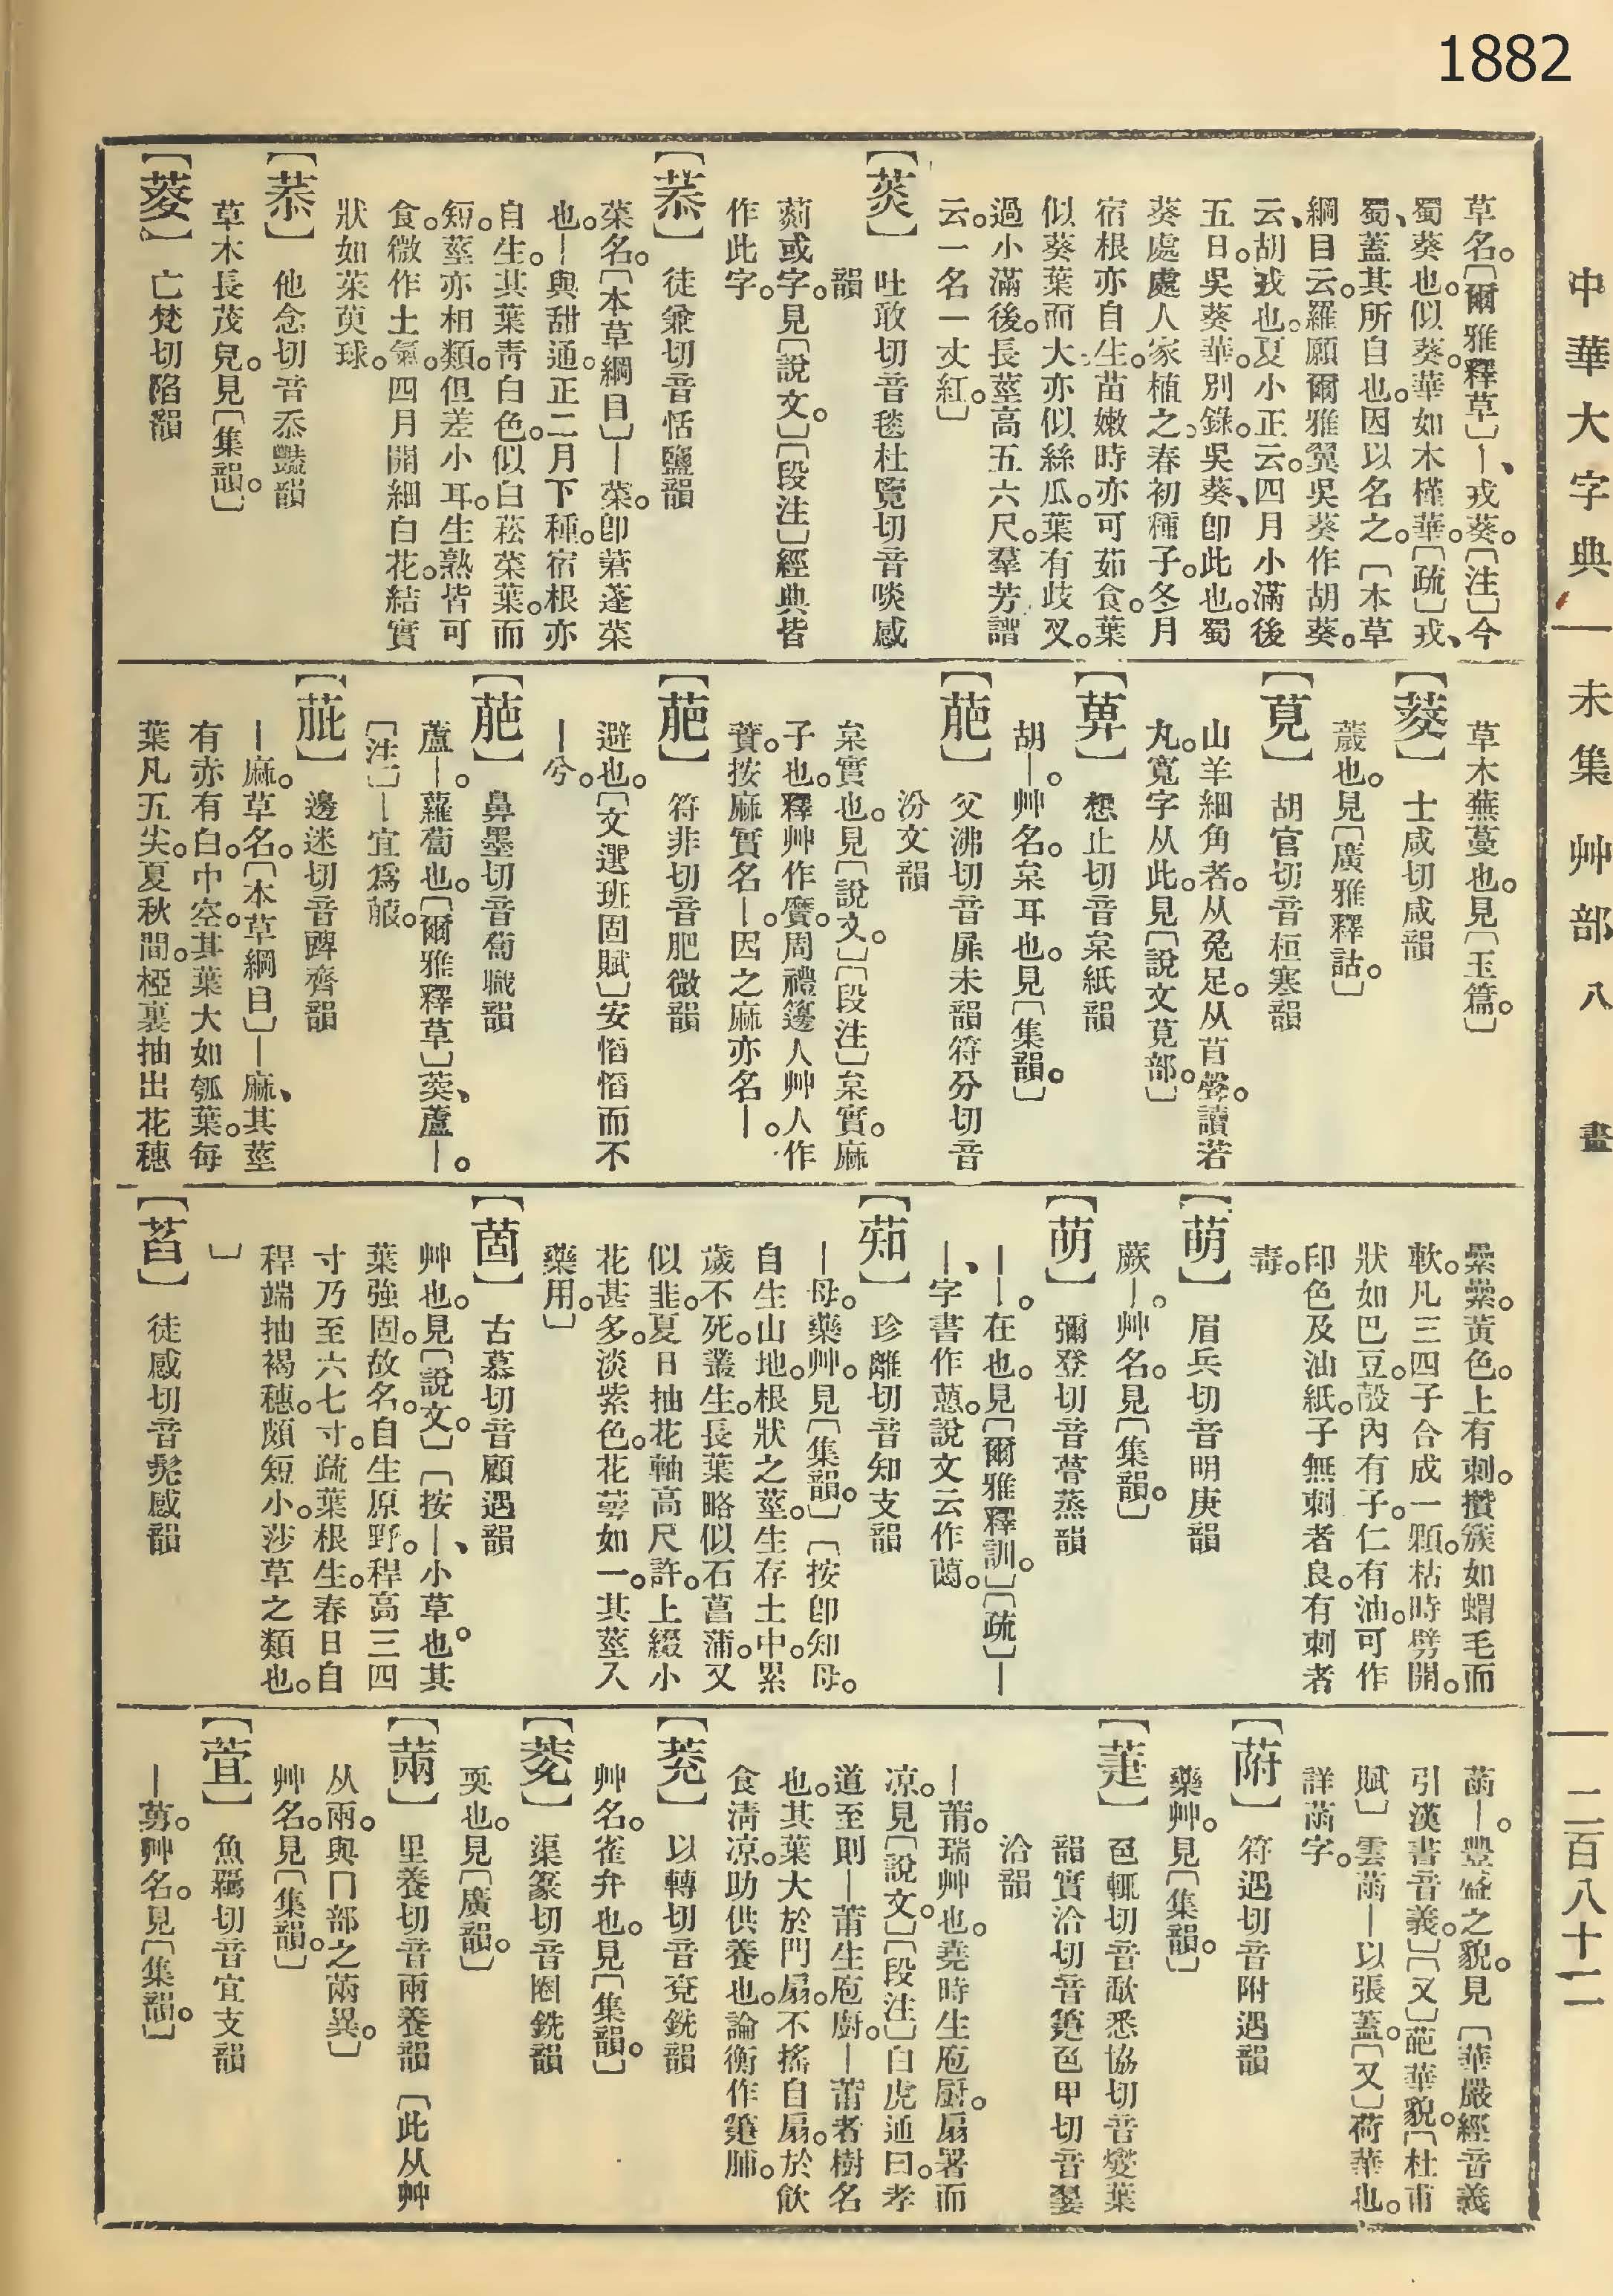 1882
中華大字典
未集 艸部 八畫
二百八十二
草名。〔爾雅釋草〕—、戎葵。〔注〕今
蜀葵也。似葵。華如木槿華。〔疏〕戎、
蜀、蓋其所自也。因以名之。〔本草
綱目云。羅願爾雅翼吳葵作胡葵。
云、胡戎也。夏小正云。四月小滿後
五日。吳葵華。別錄。吳葵、卽此也。蜀
葵處處人家植之。春初種子。冬月
宿根亦自生。苗嫩時亦可茹食。葉
似葵葉而大。亦似絲瓜。葉有歧叉。
過小滿後。長莖高五六尺。羣芳譜
云。一名一丈紅。〕
【菼】 吐敢切音毯杜覽切音啖感
韻
薍或字。見〔說文。〕〔段注〕經典皆
作此字。
【菾】 徒兼切音恬鹽韻
菜名。〔本草綱目〕—菜。卽莙薘菜
也。—與甜通。正二月下種。宿根亦
自生。其葉青白色。似白菘菜葉。而
短。莖亦相類。但差小耳。生熟皆可
食。微作土氣。四月開細白花。結實
狀如茱萸球。
【菾】 他念切音忝豔韻
草木長茂皃。見〔集韻。〕
【菨】 亡梵切陷韻
草木蕪蔓也。見〔玉篇。〕
【菨】 士咸切咸韻
葴也。見〔廣雅釋詁。〕
【萈】 胡官切音桓寒韻
山羊細角者。从兔足。从苜聲。讀若
丸。寬字从此。見〔說文萈部。〕
【萛】 想止切音枲紙韻
胡—。艸名。枲耳也。見〔集韻。〕
【萉】 父沸切音屝未韻符分切音
汾文韻
枲實也。見〔說文。〕〔段注〕枲實。麻
子也。釋艸作黂。周禮籩人艸人作
蕡。按麻實名—。因之麻亦名—。
【萉】 符非切音肥微韻
避也。〔文選班固賦〕安慆慆而不
—兮。
【萉】 鼻墨切音蔔職韻
蘆—。蘿蔔也。〔爾雅釋草〕葖、蘆—。
〔注〕—宜爲菔。
【萞】 邊迷切音豍齊韻
—麻。草名。〔本草綱目〕—麻、其莖
有赤有白。中空。其葉大如瓠葉。每
葉凡五尖。夏秋間。椏裏抽出花穗
纍纍。黃色。上有刺。攢簇如蝟毛而
軟。凡三四子合成一顆。枯時劈開。
狀如巴豆。殼內有子。仁有油。可作
印色及油紙。子無刺者良。有刺者
毒。
【萌】 眉兵切音明庚韻
蕨—。艸名。見〔集韻。〕
【萌】 彌登切音瞢蒸韻
——。在也。見〔爾雅釋訓。〕〔疏〕—
—、字書作蕄。說文云作蕄。
【䓡】 珍離切音知支韻
—母。藥艸。見〔集韻。〕〔按卽知母。
自生山地。根狀之莖。生存土中。累
歲不死。叢生。長葉略似石菖蒲。又
似韭。夏日抽花軸高尺許。上綴小
花甚多。淡紫色。花蕚如一。其莖入
藥用。〕
【䓢】 古慕切音顧遇韻
艸也。見〔說文。〕〔按—、小草也。其
葉強固。故名。自生原野。稈高三四
寸乃至六七寸。疏葉根生。春日自
稈端抽褐穗。頗短小。莎草之類也。
〕
【萏】 徒感切音髧感韻
菡—。豐盛之貌。見〔華嚴經音義
引漢書音義。〕〔又〕葩華貌。〔杜甫
賦〕雲菡—以張蓋。〔又〕荷華也。
詳菡字。
【萔】 符遇切音附遇韻
藥艸。見〔集韻。〕
【萐】 色輒切音歃悉協切音燮葉
韻實洽切音箑色甲切音翣
洽韻
—莆。瑞艸也。堯時生庖厨。扇署而
凉。見〔說文。〕〔段注〕白虎通曰。孝
道至則—莆生庖廚。—莆者。樹名
也。其葉大於門扇。不搖自扇。於飲
食淸凉。助供養也。論衡作箑脯。
【萒】 以轉切音兗銑韻
艸名。雀弁也。見〔集韻。〕
【萒】 渠篆切音圈銑韻
耎也。見〔廣韻。〕
【䓣】 里養切音兩養韻 〔此从艸
从兩。與冂部之䓣異。〕
艸名。見〔集韻。〕
【萓】 魚羈切音宜支韻
—蒭。艸名。見〔集韻。〕